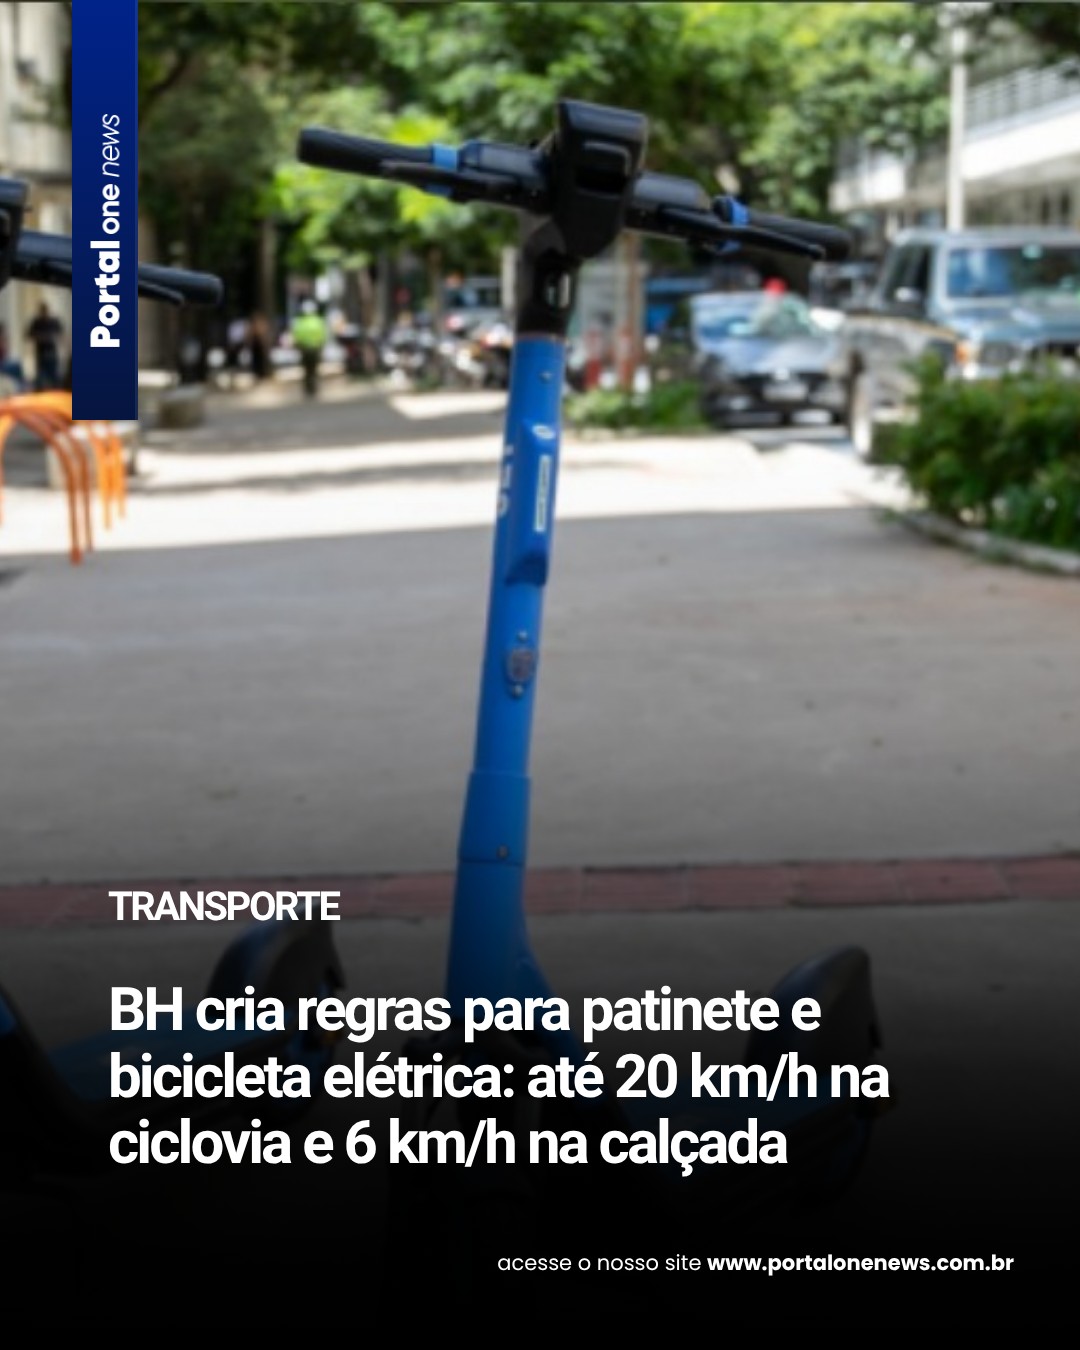 Portal one news
TRANSPORTE
BH cria regras para patinete e
bicicleta elétrica: até 20 km/h na
ciclovia e 6 km/h na calçada
acesse o nosso site www.portalonenews.com.br